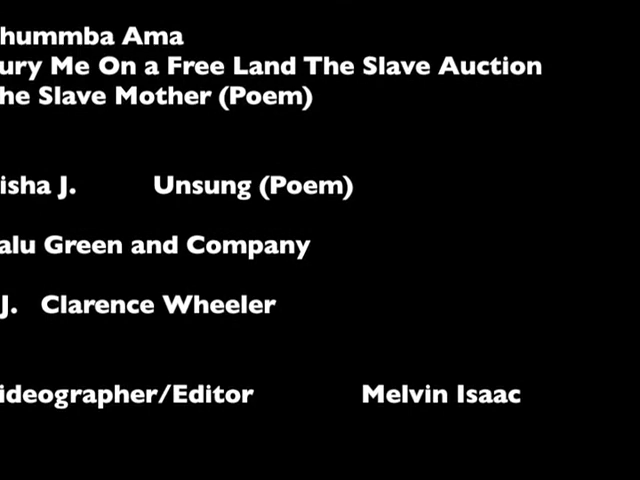 hummba Ama
ury Me On a Free Land The Slave Auction
he Slave Mother (Poem)
isha J. Unsung (Poem)
alu Green and Company
J. Clarence Wheeler
ideographer/Editor Melvin Isaac